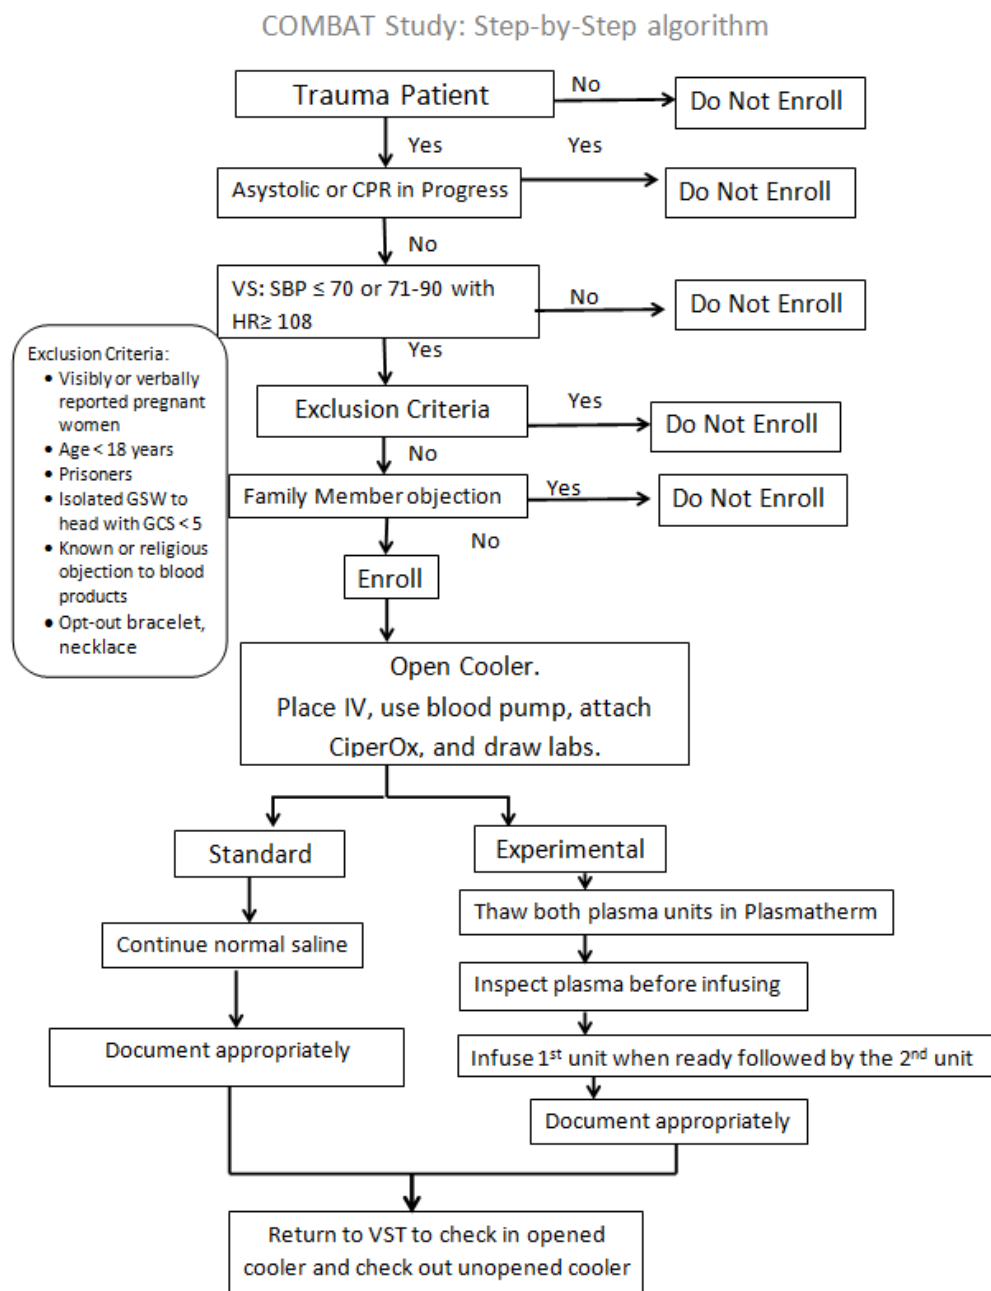 COMBAT Study: Step-by-Step algorithm
Trauma Patient
No
Do Not Enroll
Yes
Yes
Asystolic or CPR in Progress
Do Not Enroll
No
VS: SBP ≤ 70 or 71-90 with
HR≥ 108
No
Do Not Enroll
Yes
Exclusion Criteria:
• Visibly or verbally
reported pregnant
women
• Age < 18 years
• Prisoners
• Isolated GSW to
head with GCS < 5
• Known or religious
objection to blood
products
• Opt-out bracelet,
necklace
Exclusion Criteria
Yes
Do Not Enroll
No
Family Member objection
Yes
Do Not Enroll
No
Enroll
Open Cooler.
Place IV, use blood pump, attach
CiperOx, and draw labs.
Standard
Experimental
Continue normal saline
Thaw both plasma units in Plasmatherm
Inspect plasma before infusing
Document appropriately
Infuse 1st unit when ready followed by the 2nd unit
Document appropriately
Return to VST to check in opened
cooler and check out unopened cooler